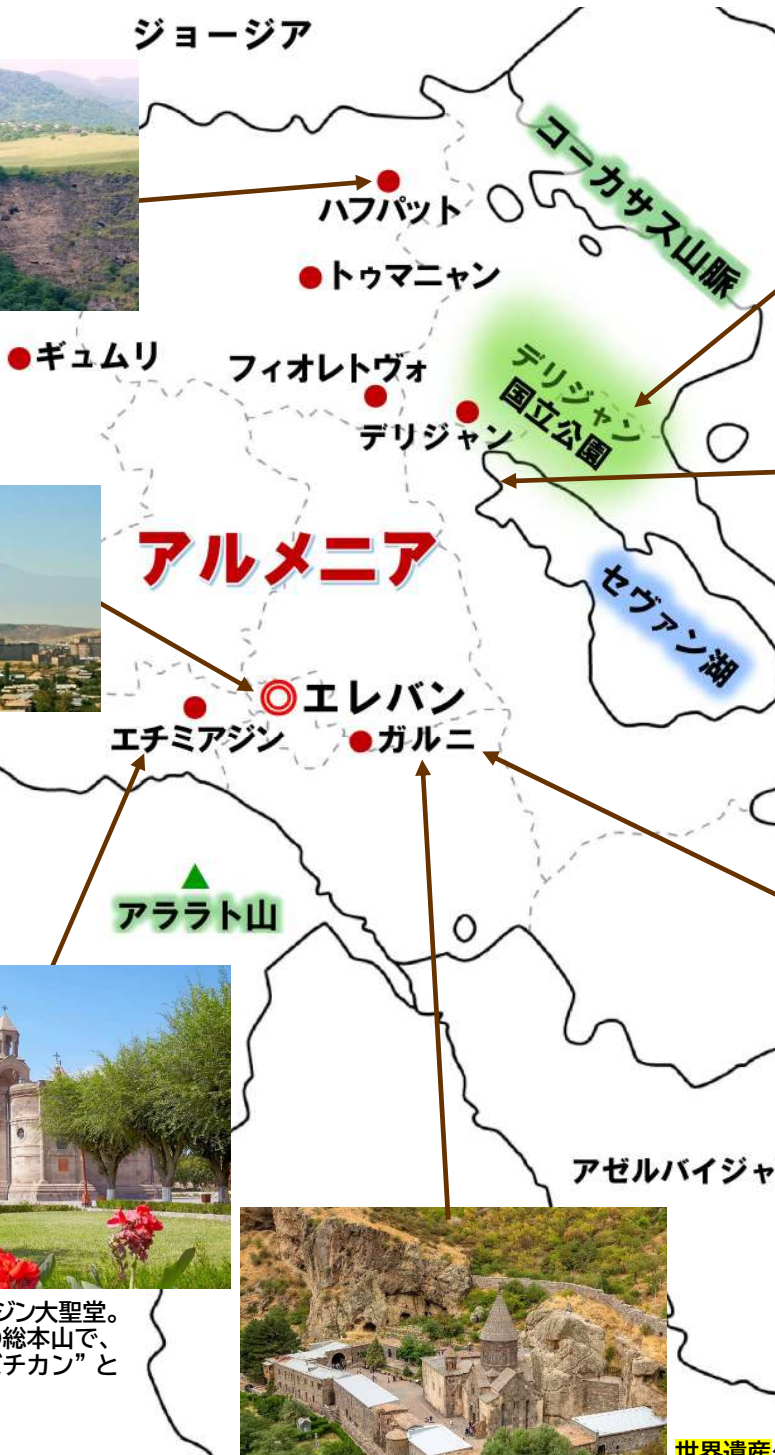 ジョージア
コーカサス山脈
ハフパット
トゥマニャン
ギュムリ
フィオレトヴォ
デリジャン
国立公園
デリジャン
アルメニア
セヴァン湖
エレバン
エチミアジン
ガルニ
アララト山
アゼルバイジャ
ジン大聖堂。
総本山で、
チカン”と
世界遺産